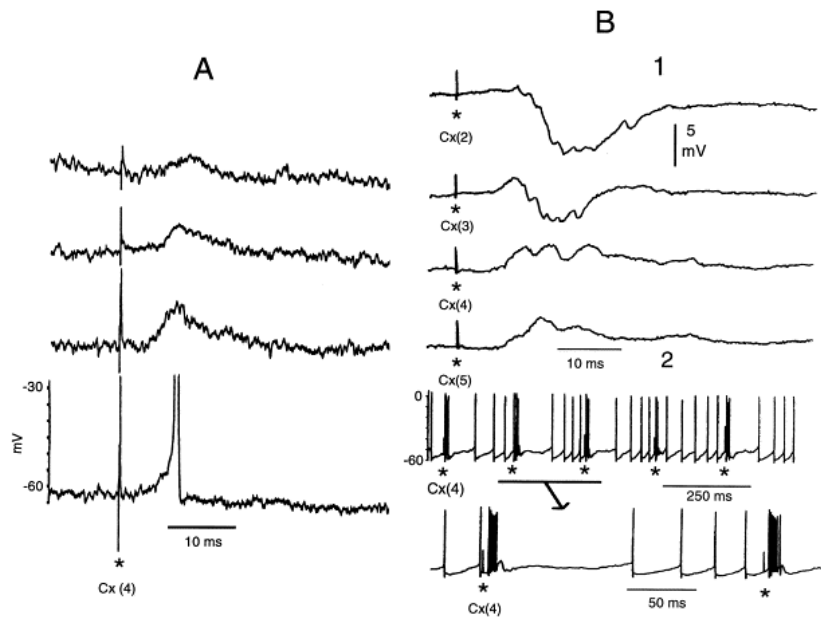 A
B
1
*
Cx(2)
5
mV
*
Cx(3)
*
Cx(4)
*
Cx(5)
10 ms
2
-30
mV
-60
10 ms
*
Cx (4)
0
-60
* * * * *
Cx(4)
250 ms
* *
Cx(4)
50 ms